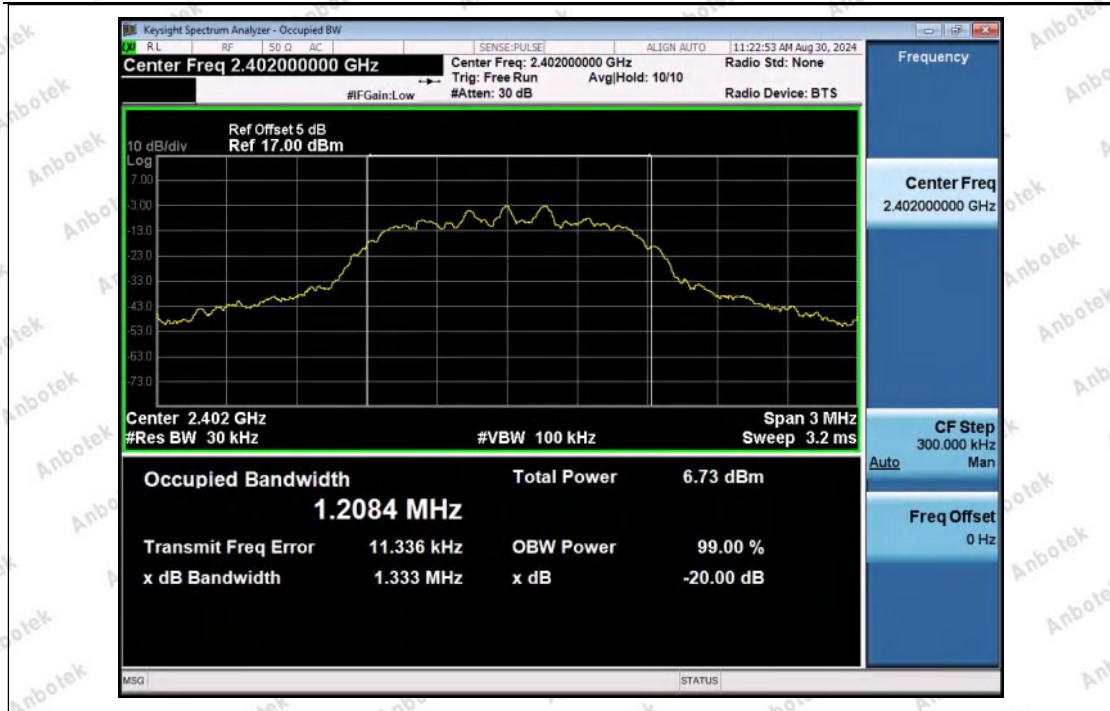 Keysight Spectrum Analyzer - Occupied BW
LXI RL RF 50 Ω AC SENSE:PULSE ALIGN AUTO 11:22:53 AM Aug 30, 2024
Center Freq 2.402000000 GHz
Center Freq: 2.402000000 GHz
Radio Std: None
Trig: Free Run Avg|Hold: 10/10
#IFGain:Low
#Atten: 30 dB
Radio Device: BTS
Ref Offset 5 dB
10 dB/div Ref 17.00 dBm
Log
7.00
-3.00
-13.0
-23.0
-33.0
-43.0
-53.0
-63.0
-73.0
Center 2.402 GHz Span 3 MHz
#Res BW 30 kHz #VBW 100 kHz Sweep 3.2 ms
Occupied Bandwidth Total Power 6.73 dBm
1.2084 MHz
Transmit Freq Error 11.336 kHz OBW Power 99.00 %
x dB Bandwidth 1.333 MHz x dB -20.00 dB
MSG STATUS
Frequency
Center Freq
2.402000000 GHz
CF Step
300.000 kHz
Auto Man
Freq Offset
0 Hz
Anbotek